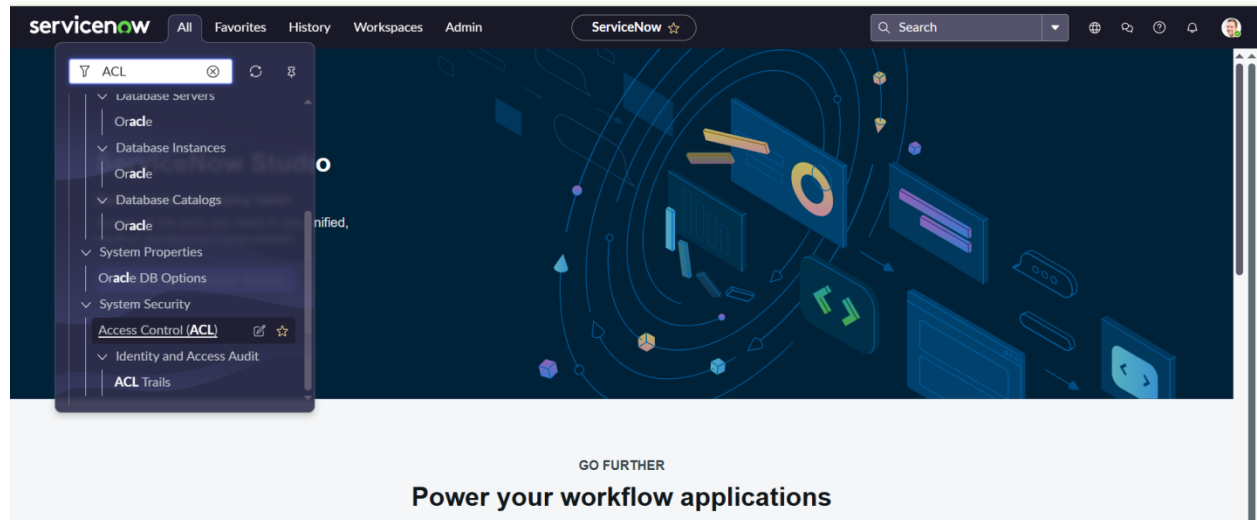 servicenow All Favorites History Workspaces Admin ServiceNow Search
ACL
Database Servers
Oracle
Database Instances
Oracle
Database Catalogs
Oracle
System Properties
Oracle DB Options
System Security
Access Control (ACL)
Identity and Access Audit
ACL Trails
ServiceNow Studio
nified,
GO FURTHER
Power your workflow applications